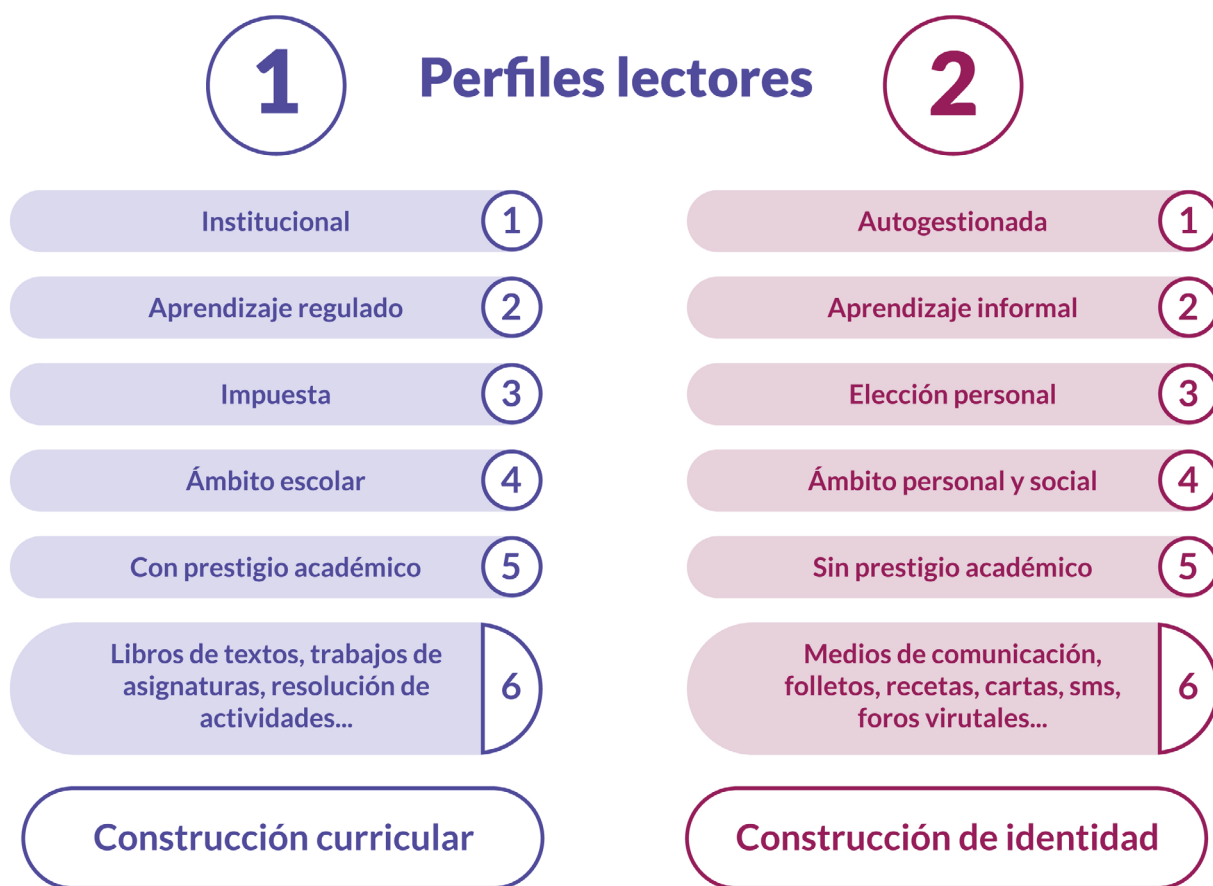 1
Perfiles lectores
2
Institucional
1
Aprendizaje regulado
2
Impuesta
3
Ámbito escolar
4
Con prestigio académico
5
Libros de textos, trabajos de
asignaturas, resolución de
actividades...
6
Construcción curricular
Autogestionada
1
Aprendizaje informal
2
Elección personal
3
Ámbito personal y social
4
Sin prestigio académico
5
Medios de comunicación,
folletos, recetas, cartas, sms,
foros virutales...
6
Construcción de identidad